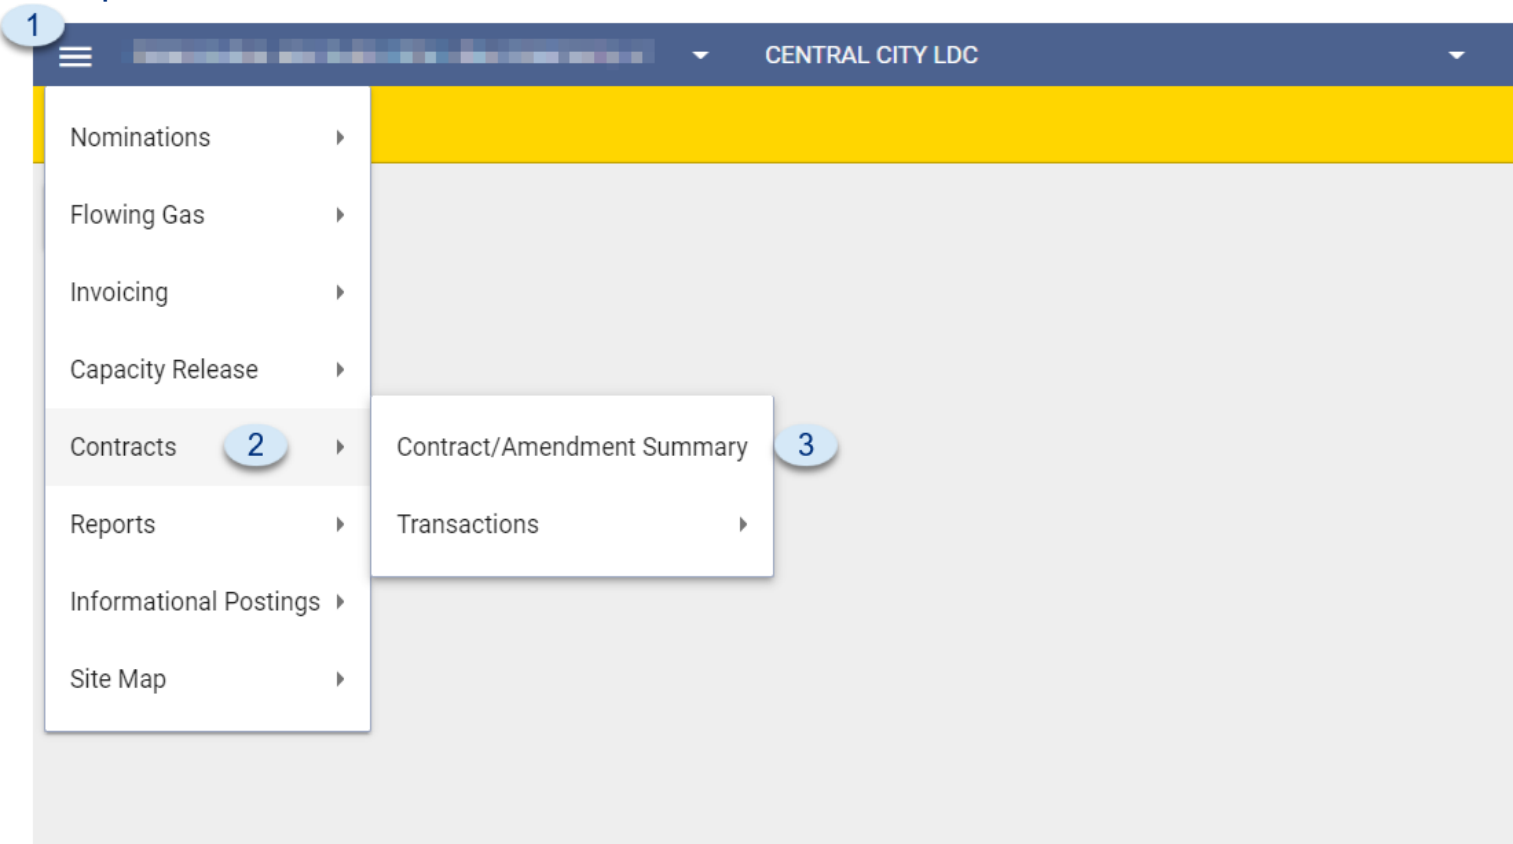 1
CENTRAL CITY LDC
Nominations
Flowing Gas
Invoicing
Capacity Release
Contracts 2
Contract/Amendment Summary 3
Reports
Transactions
Informational Postings
Site Map